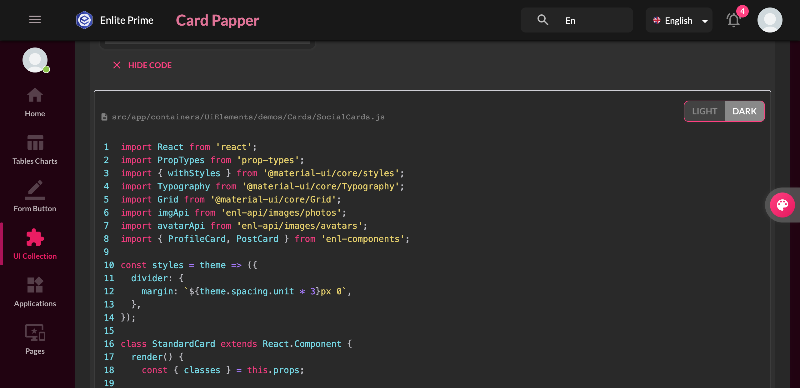 Enlite Prime
Card Papper
En
English
4
Home
Tables Charts
Form Button
UI Collection
Applications
Pages
HIDE CODE
src/app/containers/UiElements/demos/Cards/SocialCards.js
LIGHT
DARK
1 import React from 'react';
2 import PropTypes from 'prop-types';
3 import { withStyles } from '@material-ui/core/styles';
4 import Typography from '@material-ui/core/Typography';
5 import Grid from '@material-ui/core/Grid';
6 import imgApi from 'enl-api/images/photos';
7 import avatarApi from 'enl-api/images/avatars';
8 import { ProfileCard, PostCard } from 'enl-components';
9
10 const styles = theme => ({
11 divider: {
12 margin: `${theme.spacing.unit * 3}px 0`,
13 },
14 });
15
16 class StandardCard extends React.Component {
17 render() {
18 const { classes } = this.props;
19